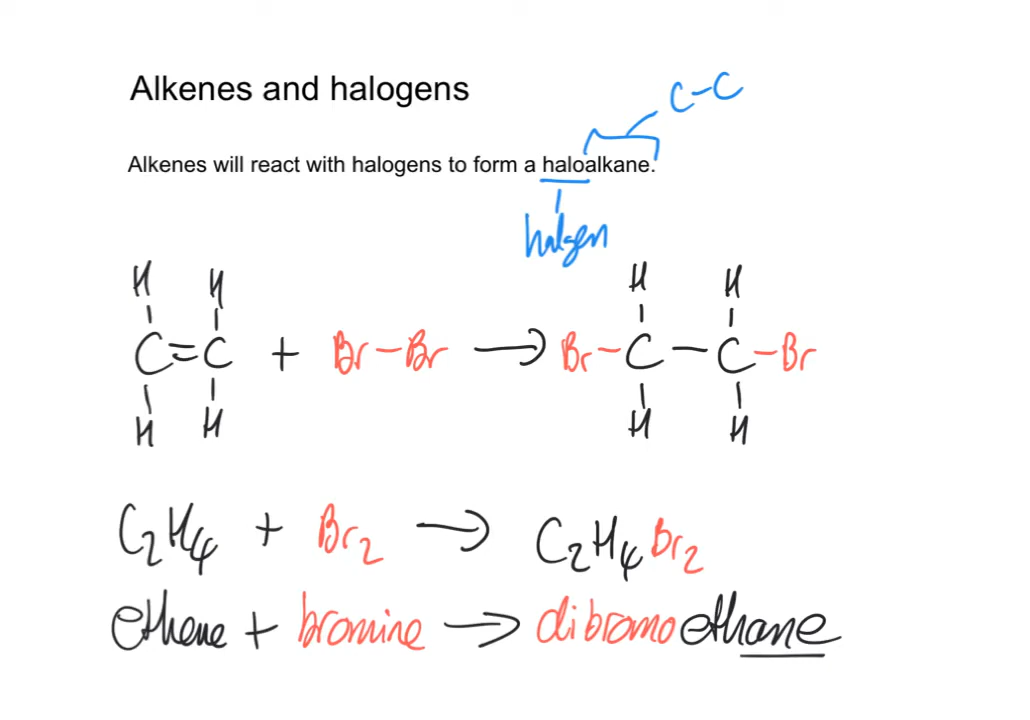 Alkenes and halogens
C-C
Alkenes will react with halogens to form a haloalkane.
halogen
H H H H
C=C + Br-Br → Br-C-C-Br
H H H H
C₂H₄ + Br₂ → C₂H₄Br₂
ethene + bromine → dibromoethane